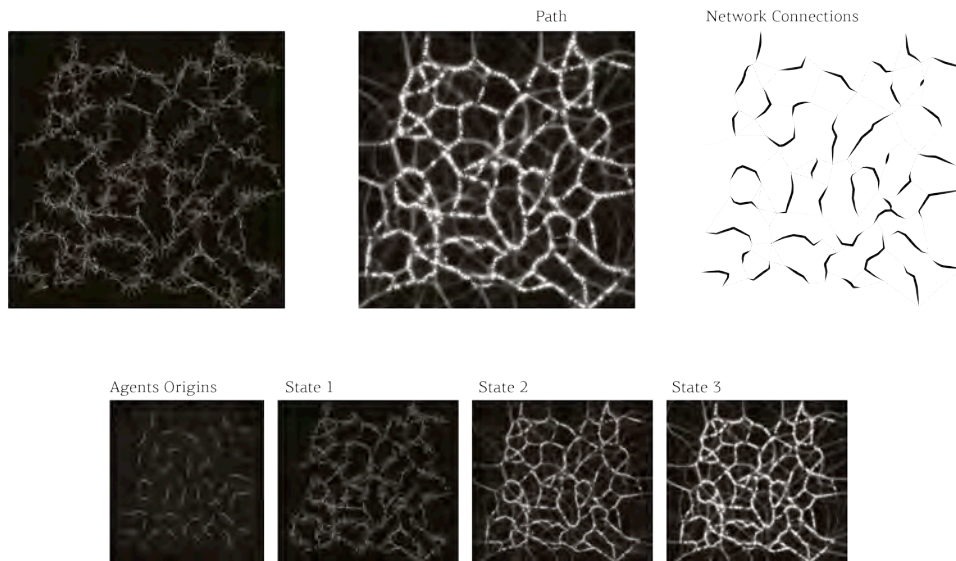 Path
Network Connections
Agents Origins
State 1
State 2
State 3